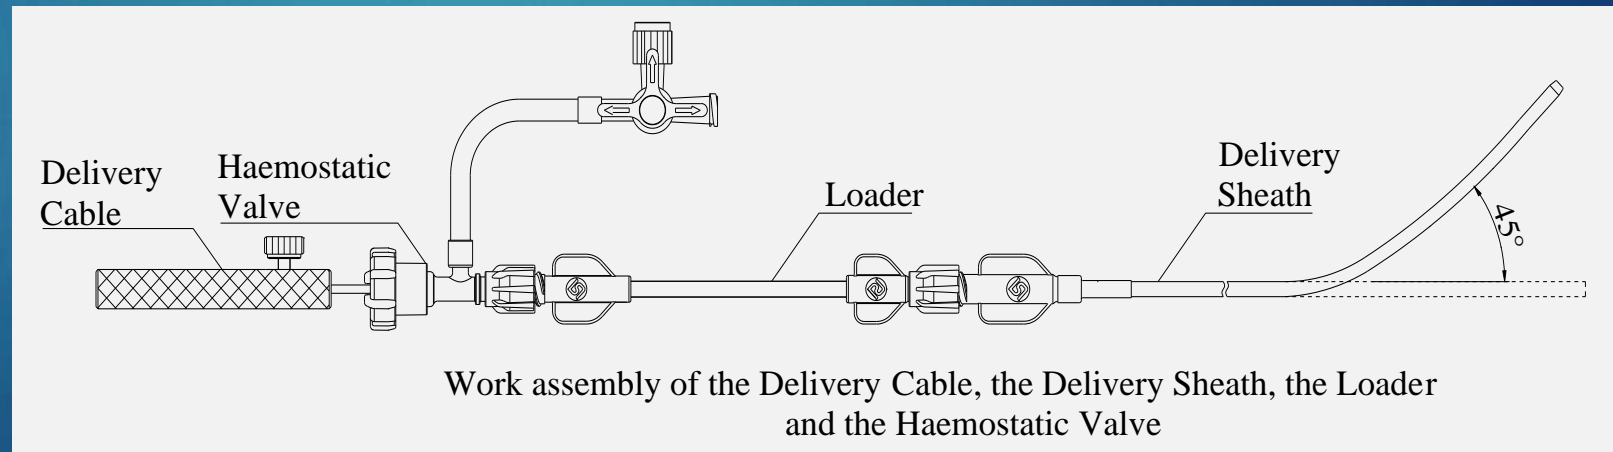 Delivery
Cable
Haemostatic
Valve
Loader
Delivery
Sheath
45°
Work assembly of the Delivery Cable, the Delivery Sheath, the Loader
and the Haemostatic Valve